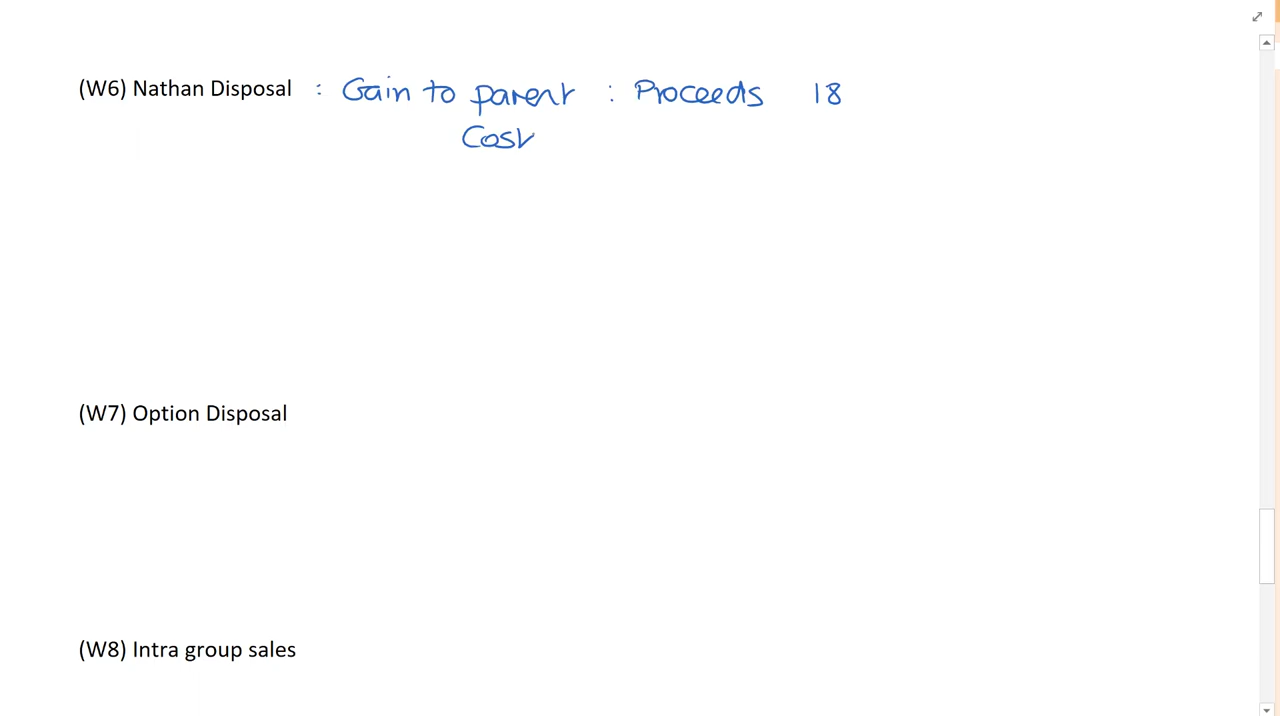 (W6) Nathan Disposal : Gain to parent : Proceeds 18
Cost
(W7) Option Disposal
(W8) Intra group sales